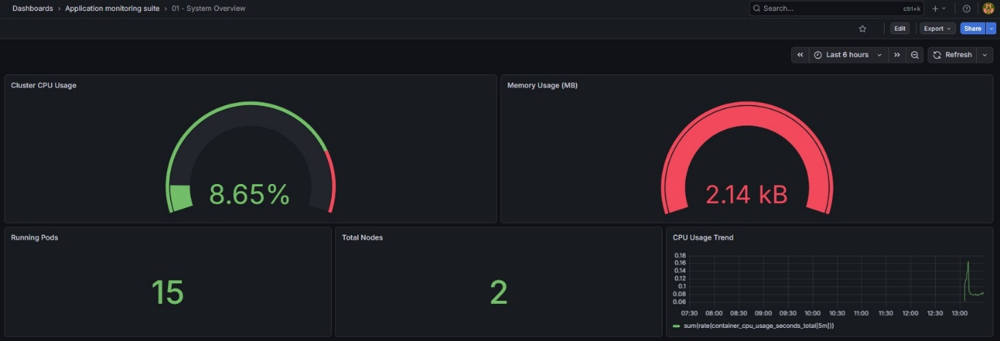 Dashboards › Application monitoring suite › 01 - System Overview
Search... ctrl+k
Edit Export Share
Last 6 hours Refresh
Cluster CPU Usage
8.65%
Memory Usage (MB)
2.14 kB
Running Pods
15
Total Nodes
2
CPU Usage Trend
0.18
0.16
0.14
0.12
0.1
0.08
0.06
07:30 08:00 08:30 09:00 09:30 10:00 10:30 11:00 11:30 12:00 12:30 13:00
sum(rate(container_cpu_usage_seconds_total[5m]))